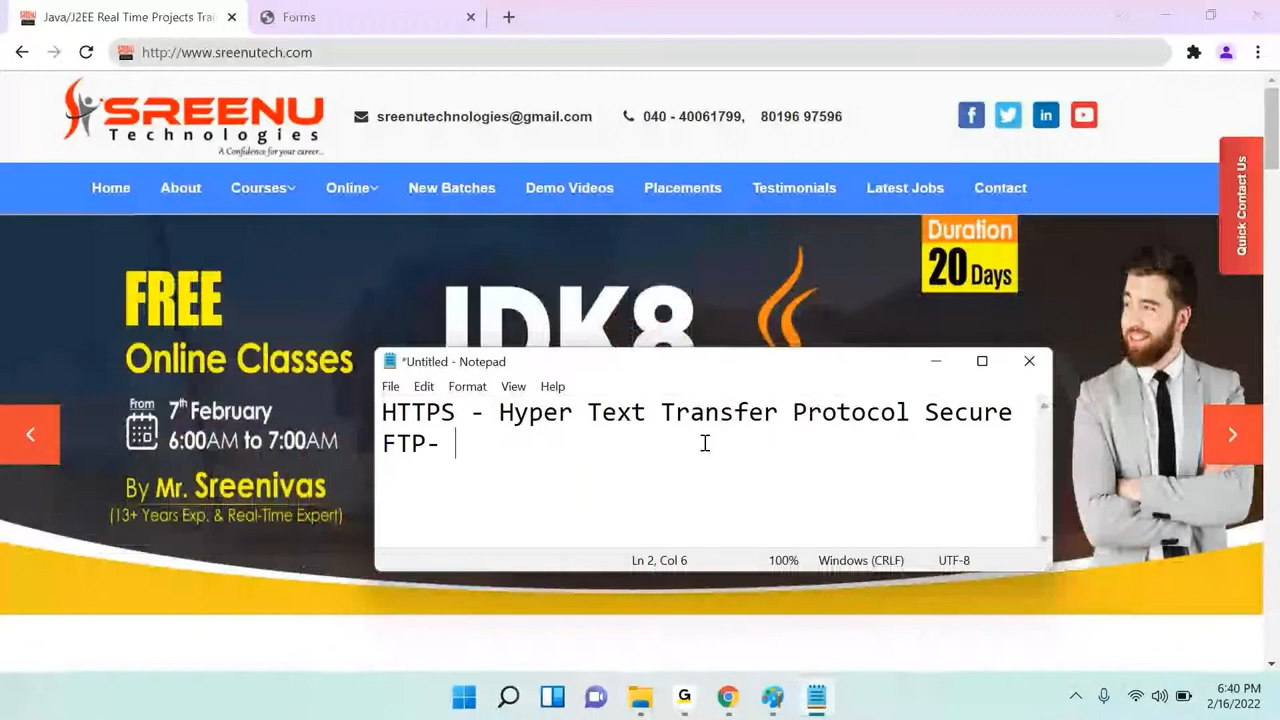 Java/J2EE Real Time Projects Trai
Forms
http://www.sreenutech.com
SREENU
Technologies
A Confidence for your career...
sreenutechnologies@gmail.com
040 - 40061799, 80196 97596
Home About Courses Online New Batches Demo Videos Placements Testimonials Latest Jobs Contact
Quick Contact Us
Duration
20 Days
FREE
Online Classes
From
7th February
6:00AM to 7:00AM
By Mr. Sreenivas
(13+ Years Exp. & Real-Time Expert)
JDK8
*Untitled - Notepad
File Edit Format View Help
HTTPS - Hyper Text Transfer Protocol Secure
FTP-
Ln 2, Col 6 100% Windows (CRLF) UTF-8
G
6:40 PM
2/16/2022